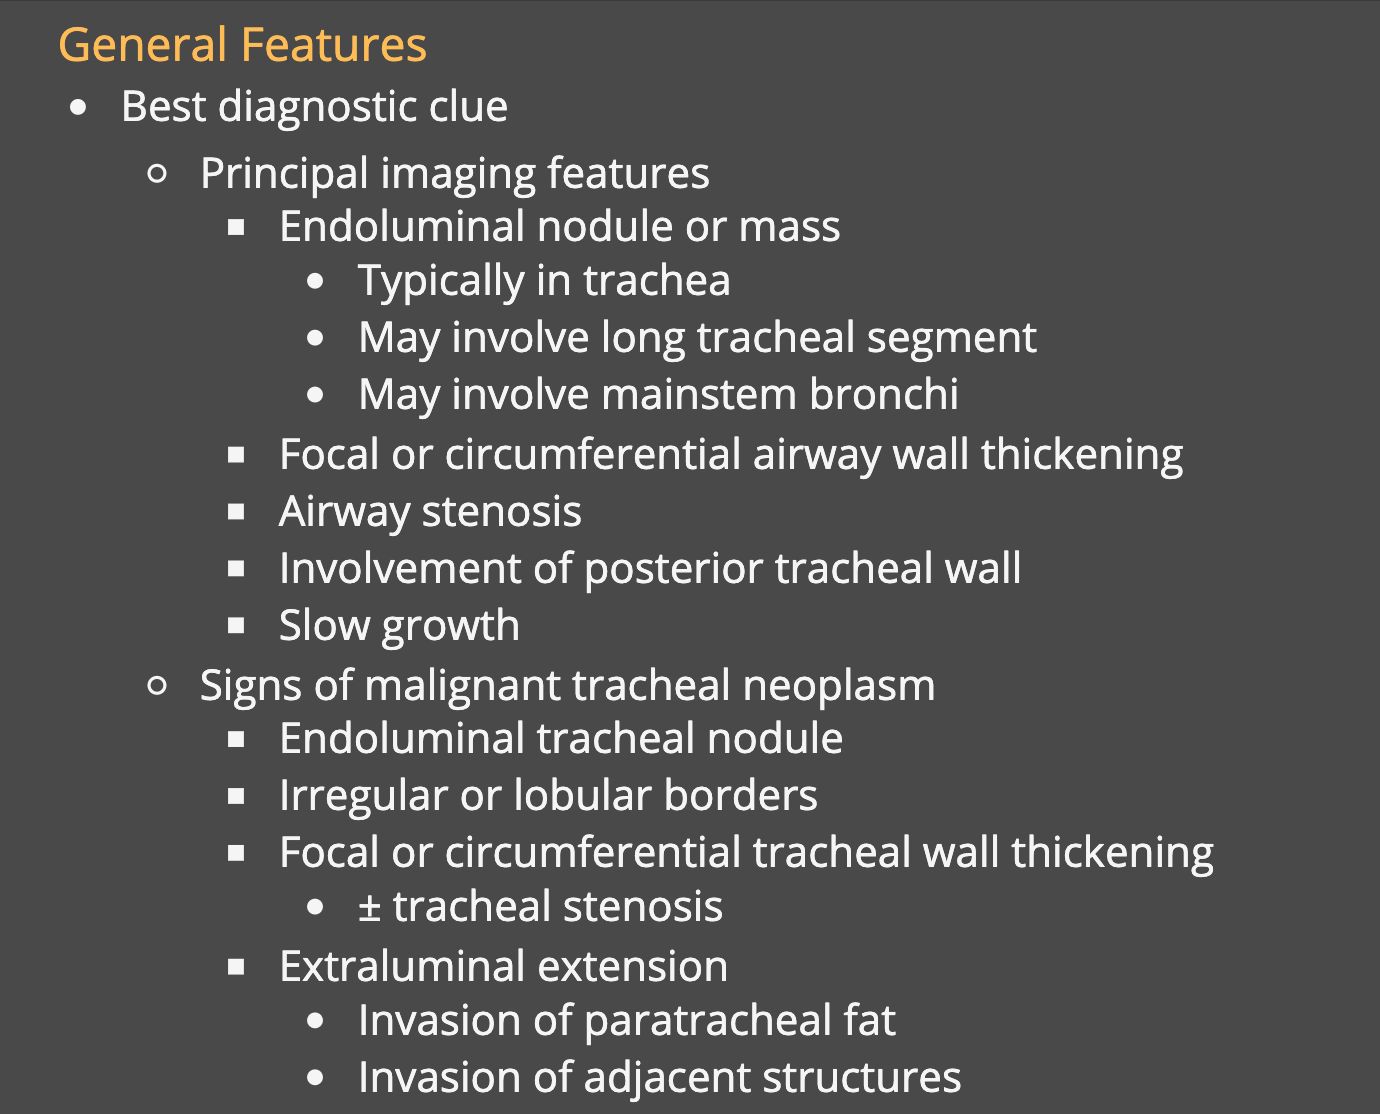 General Features
Best diagnostic clue
Principal imaging features
Endoluminal nodule or mass
Typically in trachea
May involve long tracheal segment
May involve mainstem bronchi
Focal or circumferential airway wall thickening
Airway stenosis
Involvement of posterior tracheal wall
Slow growth
Signs of malignant tracheal neoplasm
Endoluminal tracheal nodule
Irregular or lobular borders
Focal or circumferential tracheal wall thickening
± tracheal stenosis
Extraluminal extension
Invasion of paratracheal fat
Invasion of adjacent structures